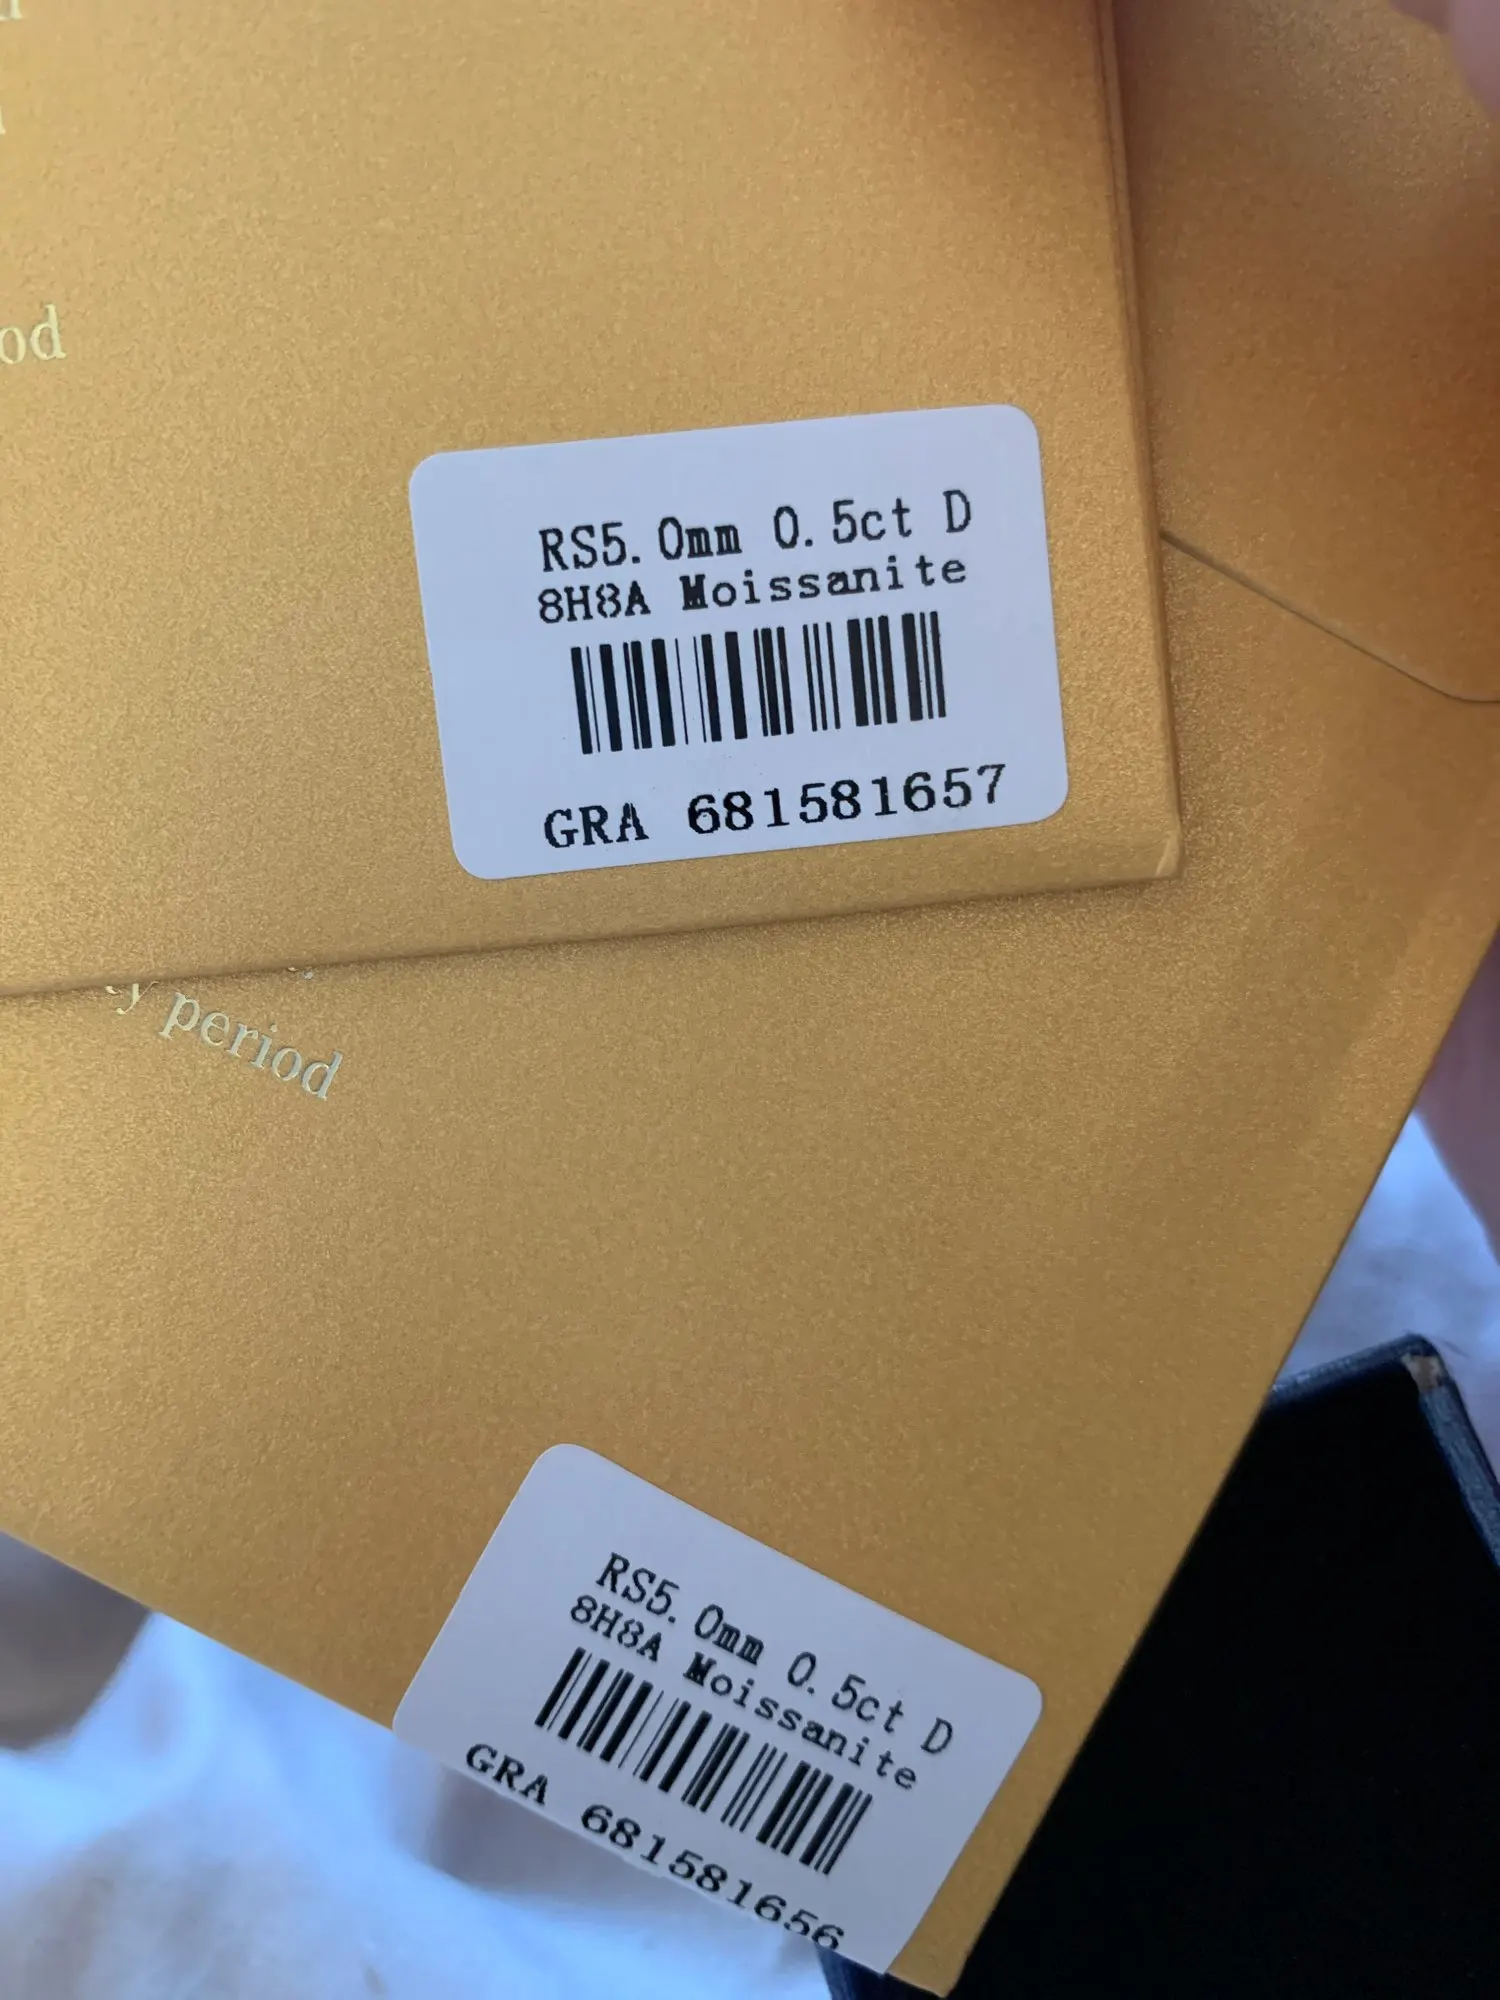 od
RS5.0mm 0.5ct D
8H8A Moissanite
GRA 681581657
period
RS5.0mm 0.5ct D
8H8A Moissanite
GRA 681581656